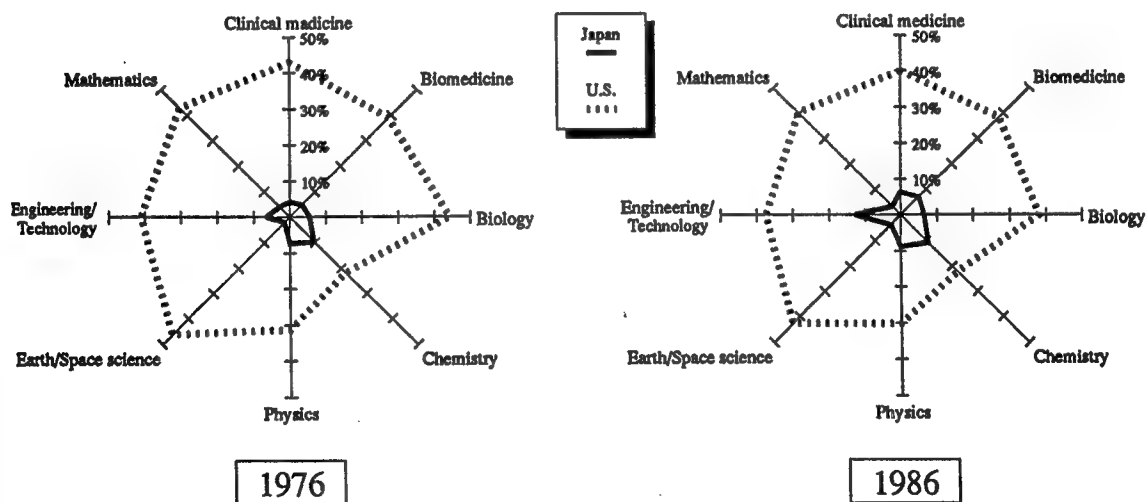 Clinical madicine
50%
40%
30%
20%
10%
Mathematics
Biomedicine
Engineering/
Technology
Biology
Earth/Space science
Chemistry
Physics
1976
Japan
U.S.
Clinical medicine
50%
40%
30%
20%
10%
Mathematics
Biomedicine
Engineering/
Technology
Biology
Earth/Space science
Chemistry
Physics
1986